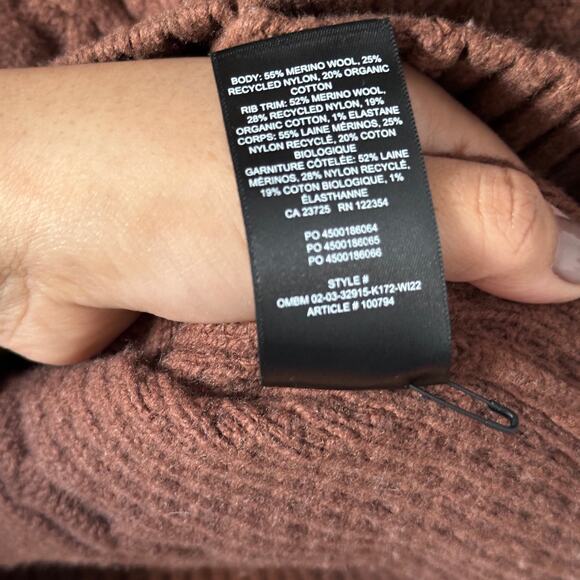 BODY: 55% MERINO WOOL, 25%
RECYCLED NYLON, 20% ORGANIC
COTTON
RIB TRIM: 52% MERINO WOOL,
28% RECYCLED NYLON, 19%
ORGANIC COTTON, 1% ELASTANE
CORPS: 55% LAINE MÉRINOS, 25%
NYLON RECYCLÉ, 20% COTON
BIOLOGIQUE
GARNITURE CÔTELÉE: 52% LAINE
MÉRINOS, 28% NYLON RECYCLÉ,
19% COTON BIOLOGIQUE, 1%
ÉLASTHANNE
CA 23725 RN 122354
PO 4500186064
PO 4500186065
PO 4500186066
STYLE #
OMBM 02-03-32915-K172-WI22
ARTICLE # 100794